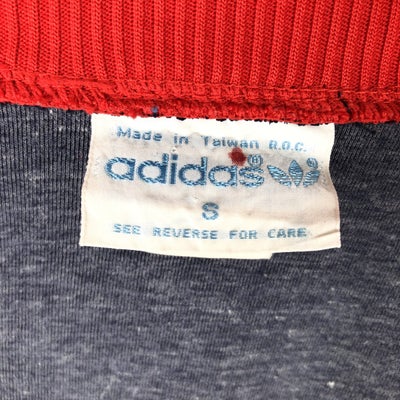 Made in Taiwan R.O.C.
adidas®
S
SEE REVERSE FOR CARE